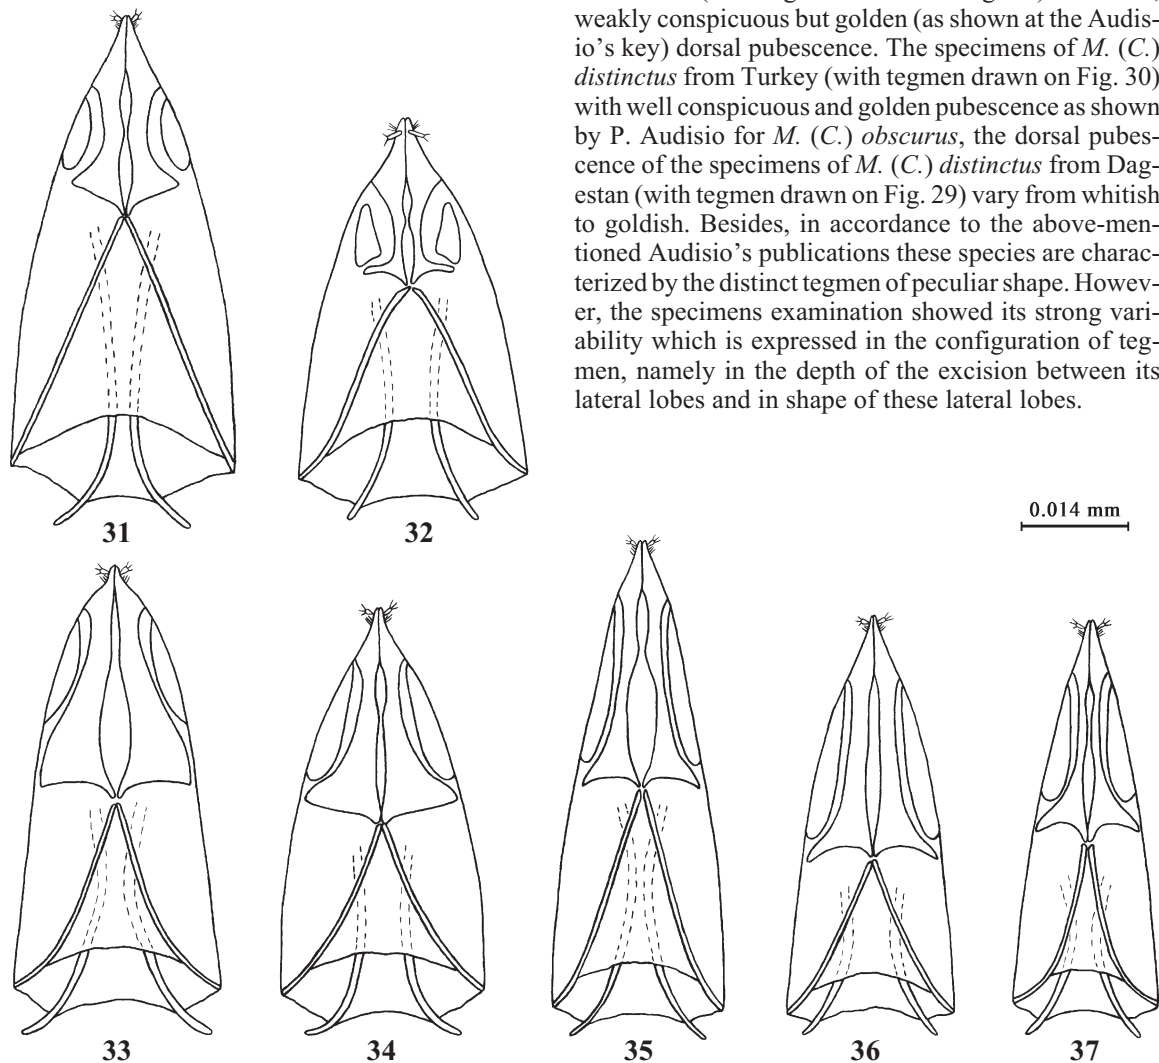 weakly conspicuous but golden (as shown at the Audis-
io's key) dorsal pubescence. The specimens of M. (C.)
distinctus from Turkey (with tegmen drawn on Fig. 30)
with well conspicuous and golden pubescence as shown
by P. Audisio for M. (C.) obscurus, the dorsal pubes-
cence of the specimens of M. (C.) distinctus from Dag-
estan (with tegmen drawn on Fig. 29) vary from whitish
to goldish. Besides, in accordance to the above-men-
tioned Audisio's publications these species are charac-
terized by the distinct tegmen of peculiar shape. Howev-
er, the specimens examination showed its strong vari-
ability which is expressed in the configuration of teg-
men, namely in the depth of the excision between its
lateral lobes and in shape of these lateral lobes.
0.014 mm
31
32
33
34
35
36
37